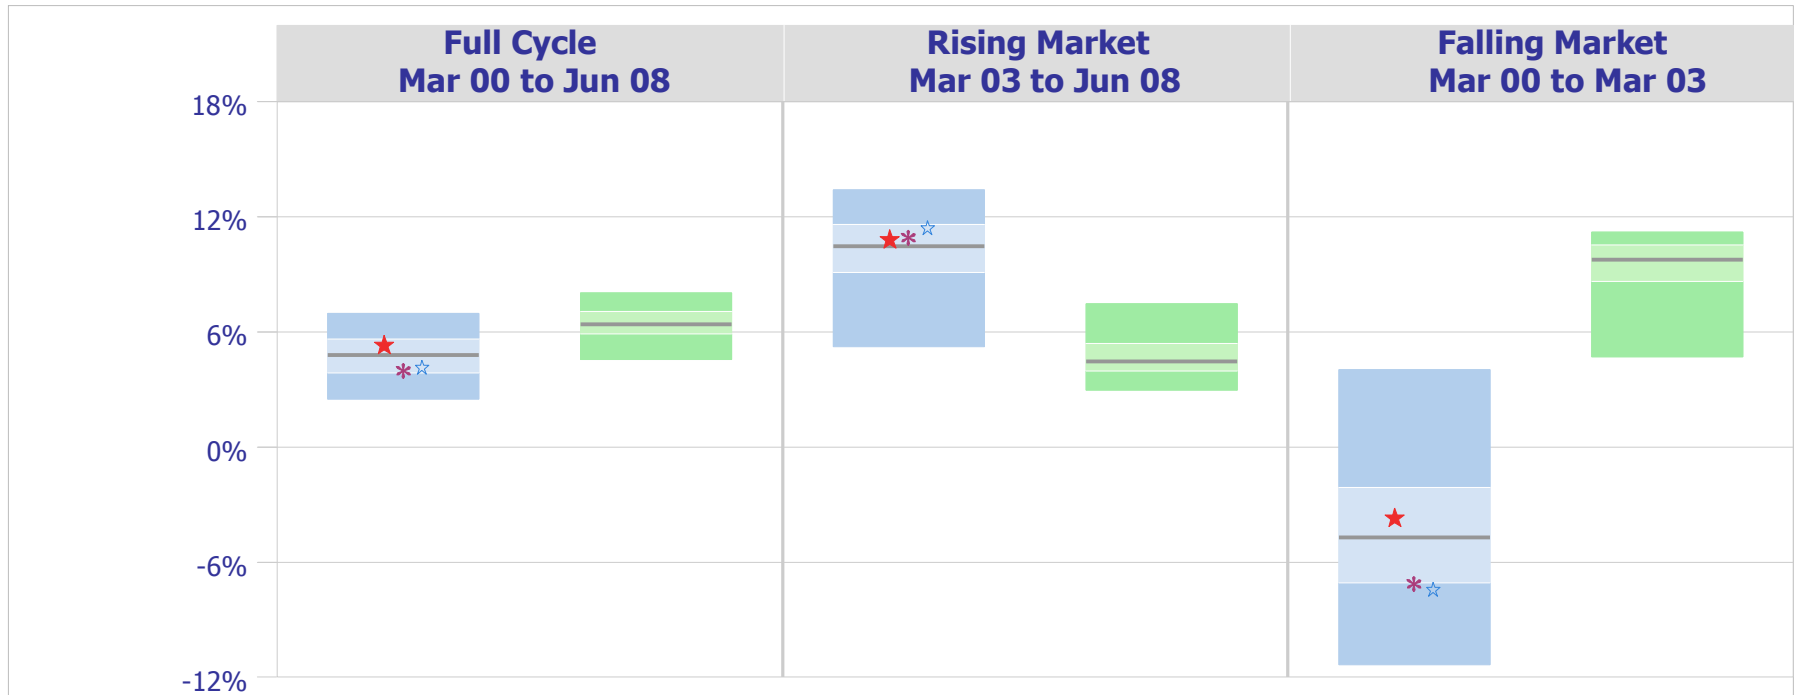 Full Cycle
Mar 00 to Jun 08
Rising Market
Mar 03 to Jun 08
Falling Market
Mar 00 to Mar 03
18%
12%
6%
0%
-6%
-12%